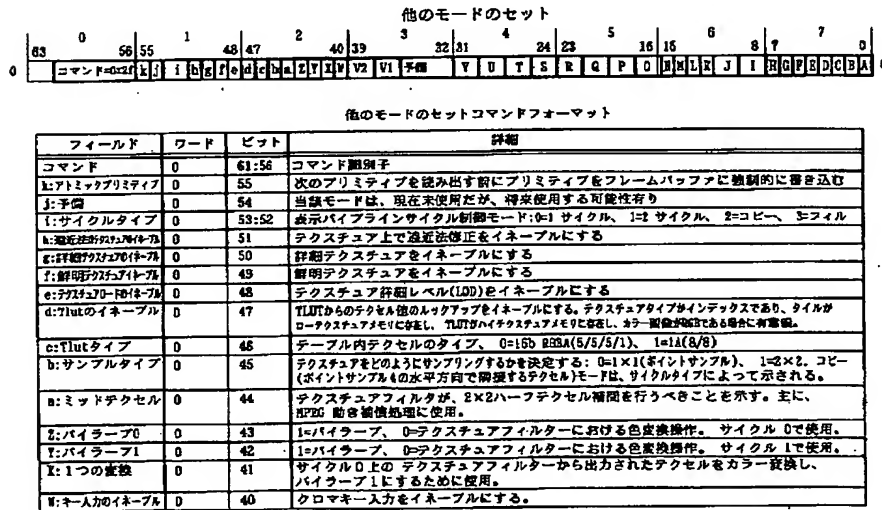 他のモードのセット
0 1 2 3 4 5 6 7
63 56 55 48 47 40 39 32 31 24 23 16 15 8 7 0
0 コマンド=0x2f k j i h g f e d c b a Z Y X W V2 V1 予備 V U T S R Q P O N M L K J I H G F E D C B A
他のモードのセットコマンドフォーマット
フィールド ワード ビット 詳細
コマンド 0 61:56 コマンド識別子
k:アトミックプリミティブ 0 55 次のプリミティブを読み出す前にプリミティブをフレームバッファに強制的に書き込む
j:予備 0 54 当該モードは、現在未使用だが、将来使用する可能性有り
i:サイクルタイプ 0 53:52 表示パイプラインサイクル制御モード:0=1 サイクル、 1=2 サイクル、 2=コピー、 3=フィル
h:遠近法のテクスチュアのイネーブル 0 51 テクスチュア上で遠近法修正をイネーブルにする
g:詳細テクスチュアのイネーブル 0 50 詳細テクスチュアをイネーブルにする
f:鮮明テクスチュアイネーブル 0 49 鮮明テクスチュアをイネーブルにする
e:テクスチュアロードのイネーブル 0 48 テクスチュア詳細レベル(LOD)をイネーブルにする
d:Tlutのイネーブル 0 47 TLUTからのテクセル値のルックアップをイネーブルにする。テクスチュアタイプがインデックスであり、タイルが
ローテクスチュアメモリに存在し、 TLUTがハイテクスチュアメモリに存在し、カラー画像がRGBである場合に有意義。
c:Tlutタイプ 0 46 テーブル内テクセルのタイプ、 0=16b RGBA(5/5/5/1)、 1=IA(8/8)
b:サンプルタイプ 0 45 テクスチュアをどのようにサンプリングするかを決定する: 0=1×1(ポイントサンプル)、 1=2×2。コピー
(ポイントサンプル4の水平方向で隣接するテクセル)モードは、サイクルタイプによって示される。
a:ミッドテクセル 0 44 テクスチュアフィルタが、2×2ハーフテクセル補間を行うべきことを示す。主に、
MPEG 動き補償処理に使用。
Z:バイラープ0 0 43 1=バイラープ、 0=テクスチュアフィルターにおける色変換操作。 サイクル 0で使用。
Y:バイラープ1 0 42 1=バイラープ、 0=テクスチュアフィルターにおける色変換操作。 サイクル 1で使用。
X:1つの変換 0 41 サイクル0上の テクスチュアフィルターから出力されたテクセルをカラー変換し、
バイラープ1にするために使用。
W:キー入力のイネーブル 0 40 クロマキー入力をイネーブルにする。